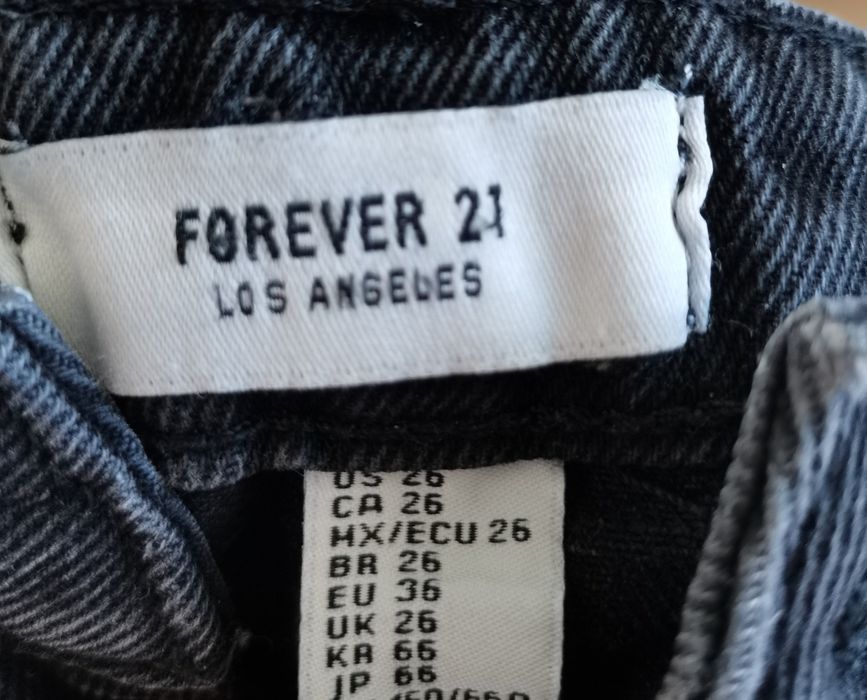 FOREVER 21
LOS ANGELES
US 26
CA 26
MX/ECU 26
BR 26
EU 36
UK 26
KR 66
JP 66